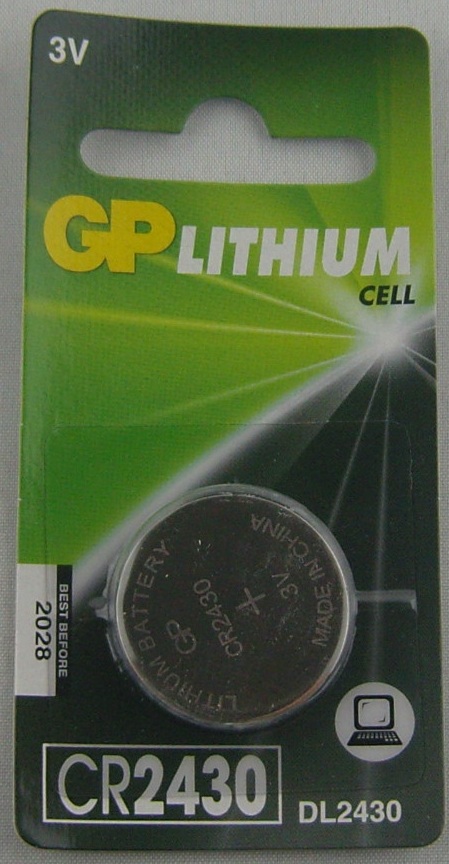 3V
GP LITHIUM
CELL
LITHIUM BATTERY
GP
CR2430
+
3V
MADE IN CHINA
BEST BEFORE
2028
CR2430
DL2430